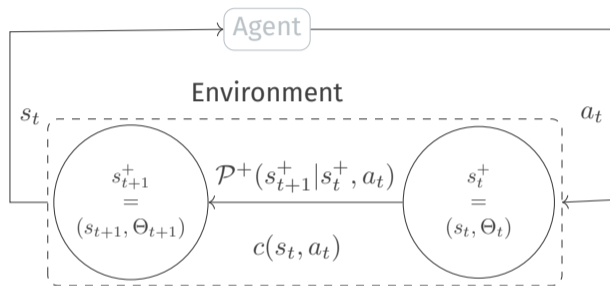 Agent
Environment
s_t
a_t
s^+_{t+1}
=
(s_{t+1}, Θ_{t+1})
𝒫^+(s^+_{t+1}|s^+_t, a_t)
c(s_t, a_t)
s^+_t
=
(s_t, Θ_t)